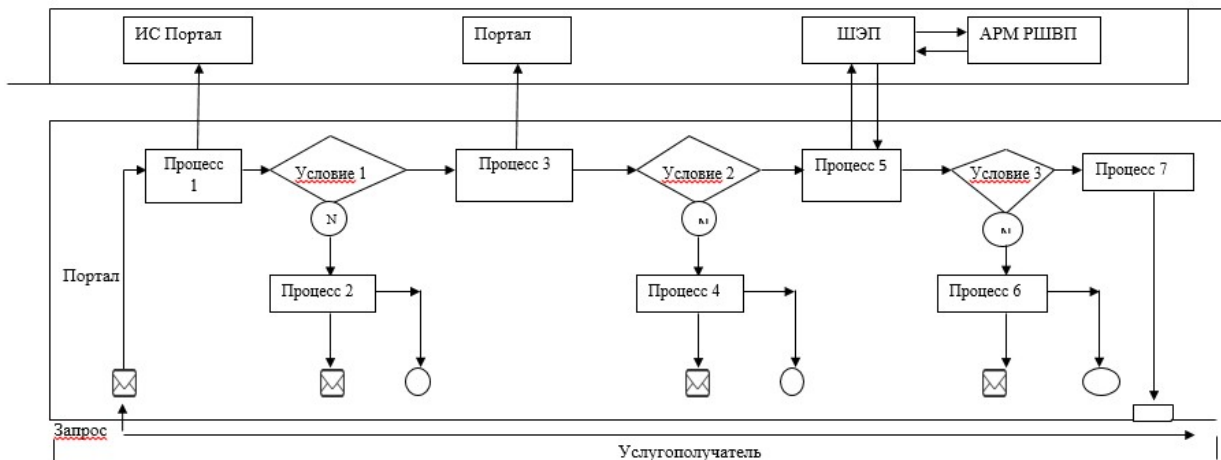 ИС Портал
Портал
ШЭП
АРМ РШВП
Процесс
1
Условие 1
Процесс 3
Условие 2
Процесс 5
Условие 3
Процесс 7
N
N
N
Портал
Процесс 2
Процесс 4
Процесс 6
Запрос
Услугополучатель